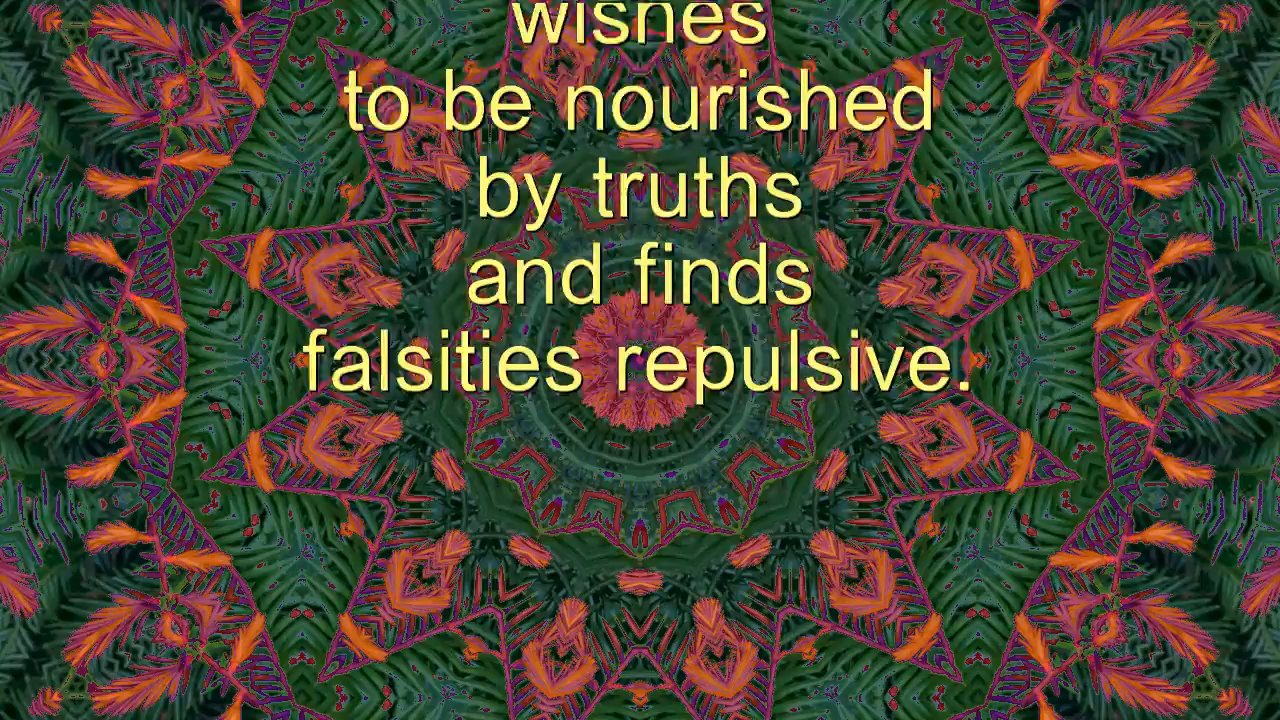 wishes
to be nourished
by truths
and finds
falsities repulsive.